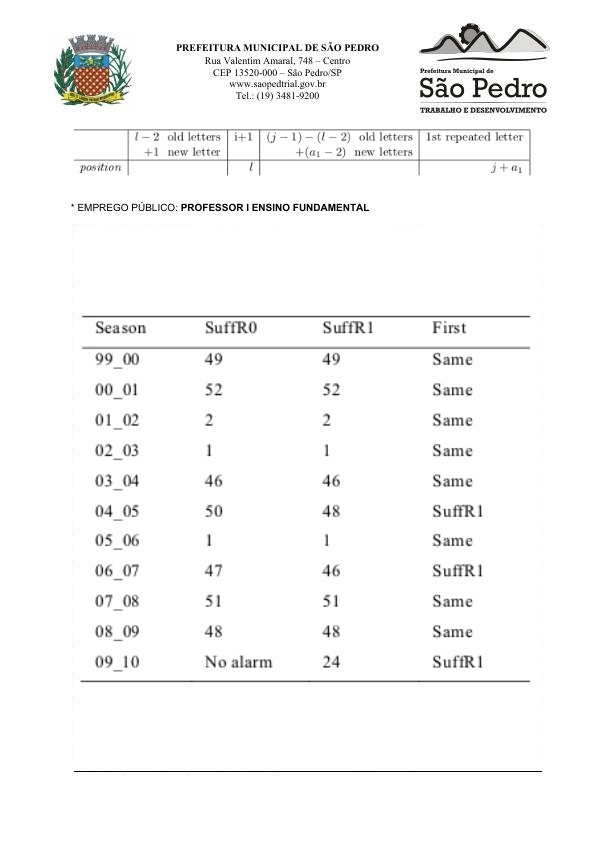 PREFEITURA MUNICIPAL DE SÃO PEDRO
Rua Valentim Amaral, 748 – Centro
CEP 13520-000 – São Pedro/SP
www.saopedtrial.gov.br
Tel.: (19) 3481-9200
Prefeitura Municipal de
São Pedro
TRABALHO E DESENVOLVIMENTO
l − 2 old letters i+1 (j − 1) − (l − 2) old letters 1st repeated letter
+1 new letter +(a₁ − 2) new letters
position l j + a₁
* EMPREGO PÚBLICO: PROFESSOR I ENSINO FUNDAMENTAL
Season SuffR0 SuffR1 First
99_00 49 49 Same
00_01 52 52 Same
01_02 2 2 Same
02_03 1 1 Same
03_04 46 46 Same
04_05 50 48 SuffR1
05_06 1 1 Same
06_07 47 46 SuffR1
07_08 51 51 Same
08_09 48 48 Same
09_10 No alarm 24 SuffR1